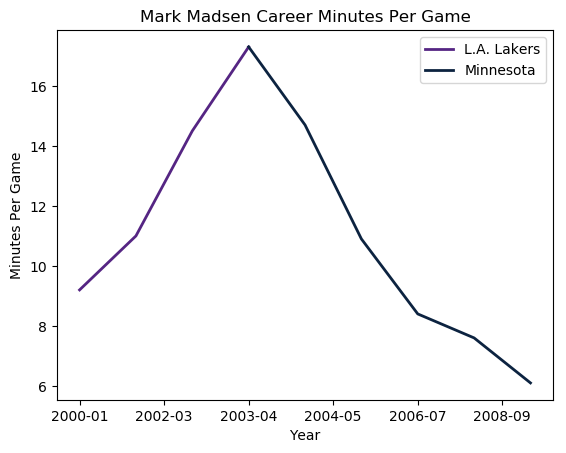 Mark Madsen Career Minutes Per Game
L.A. Lakers
Minnesota
Minutes Per Game
16
14
12
10
8
6
2000-01
2002-03
2003-04
2004-05
2006-07
2008-09
Year